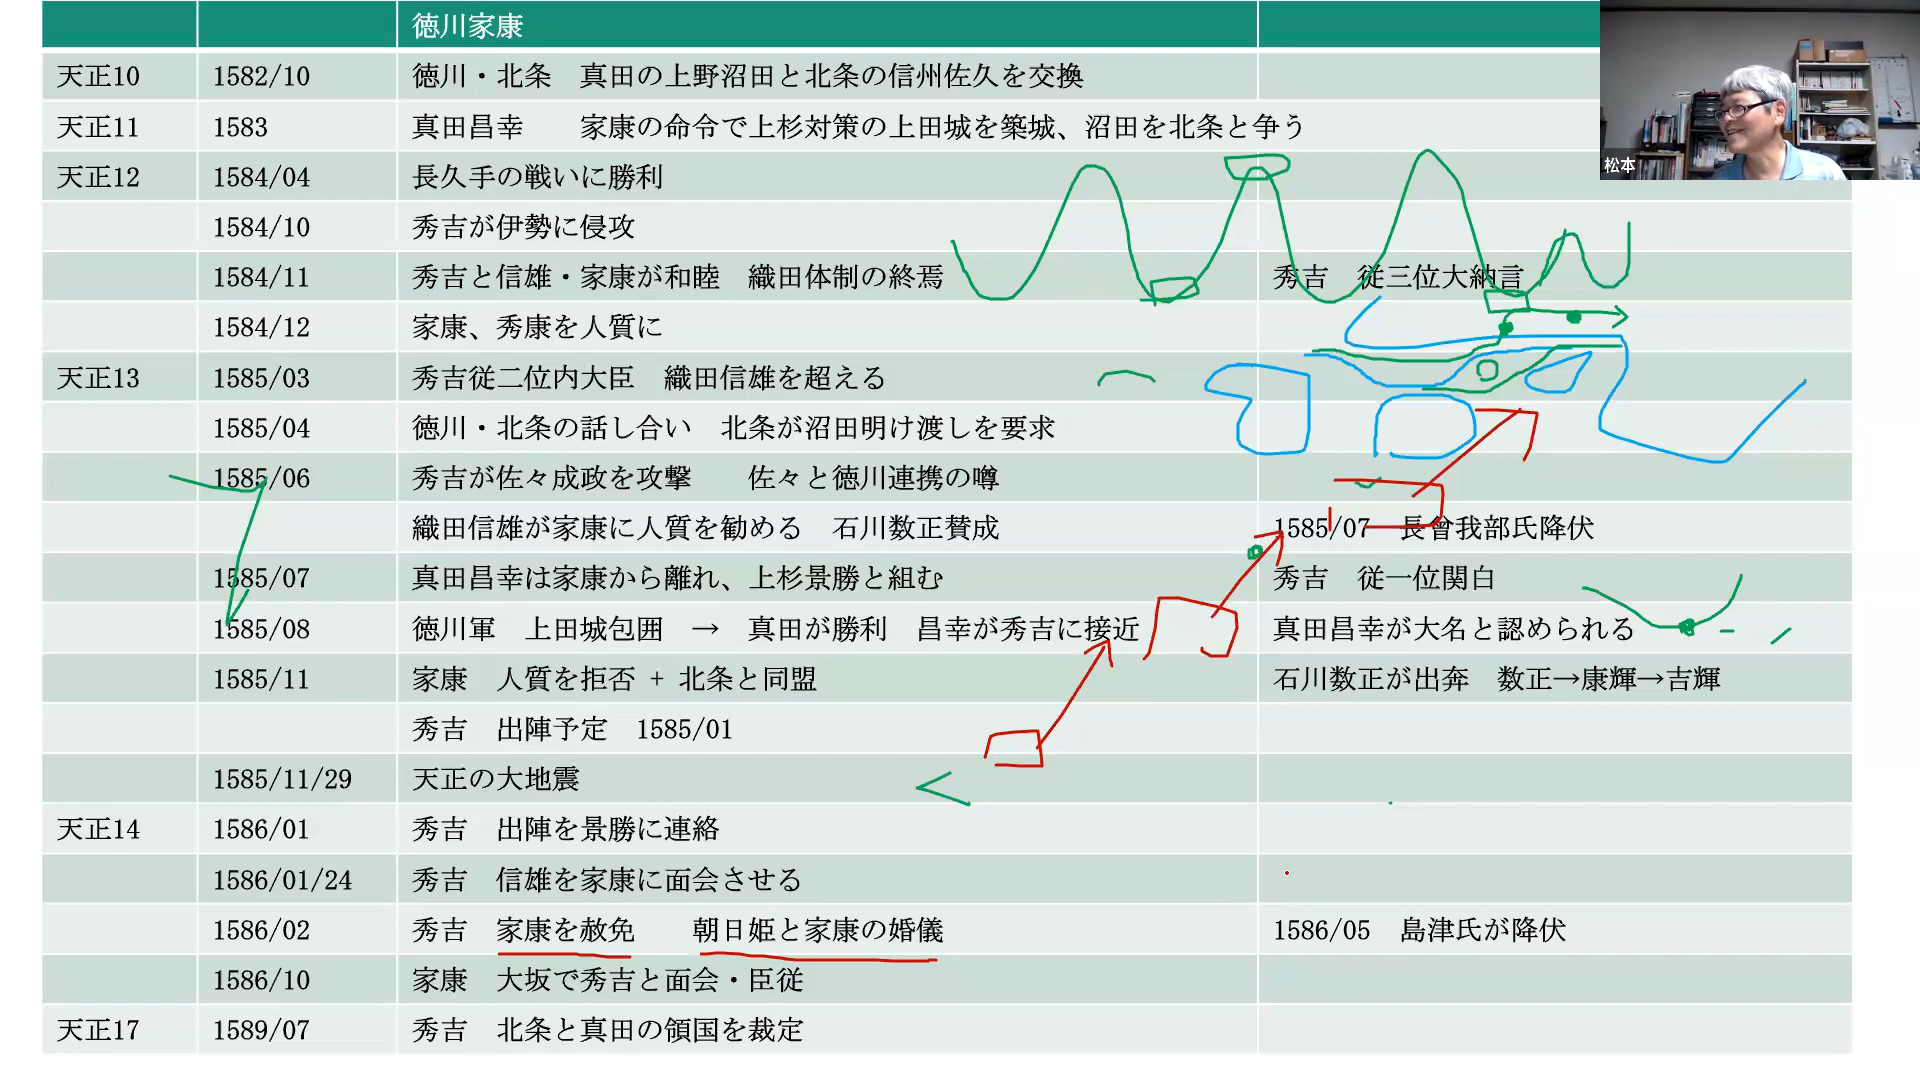 徳川家康
天正10 1582/10 徳川・北条 真田の上野沼田と北条の信州佐久を交換
天正11 1583 真田昌幸 家康の命令で上杉対策の上田城を築城、沼田を北条と争う
天正12 1584/04 長久手の戦いに勝利
1584/10 秀吉が伊勢に侵攻
1584/11 秀吉と信雄・家康が和睦 織田体制の終焉 秀吉 従三位大納言
1584/12 家康、秀康を人質に
天正13 1585/03 秀吉従二位内大臣 織田信雄を超える
1585/04 徳川・北条の話し合い 北条が沼田明け渡しを要求
1585/06 秀吉が佐々成政を攻撃 佐々と徳川連携の噂
織田信雄が家康に人質を勧める 石川数正賛成 1585/07 長曾我部氏降伏
1585/07 真田昌幸は家康から離れ、上杉景勝と組む 秀吉 従一位関白
1585/08 徳川軍 上田城包囲 → 真田が勝利 昌幸が秀吉に接近 真田昌幸が大名と認められる
1585/11 家康 人質を拒否 + 北条と同盟 石川数正が出奔 数正→康輝→吉輝
秀吉 出陣予定 1585/01
1585/11/29 天正の大地震
天正14 1586/01 秀吉 出陣を景勝に連絡
1586/01/24 秀吉 信雄を家康に面会させる
1586/02 秀吉 家康を赦免 朝日姫と家康の婚儀 1586/05 島津氏が降伏
1586/10 家康 大坂で秀吉と面会・臣従
天正17 1589/07 秀吉 北条と真田の領国を裁定
松本